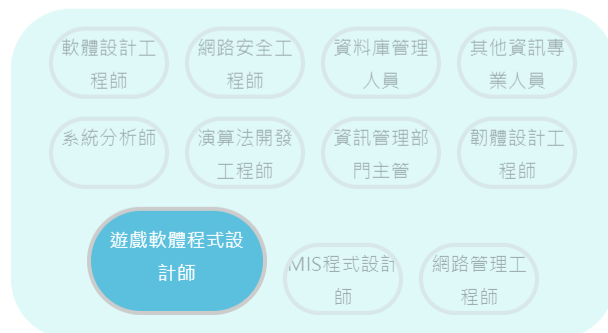 軟體設計工
程師
網路安全工
程師
資料庫管理
人員
其他資訊專
業人員
系統分析師
演算法開發
工程師
資訊管理部
門主管
韌體設計工
程師
遊戲軟體程式設
計師
MIS程式設計
師
網路管理工
程師